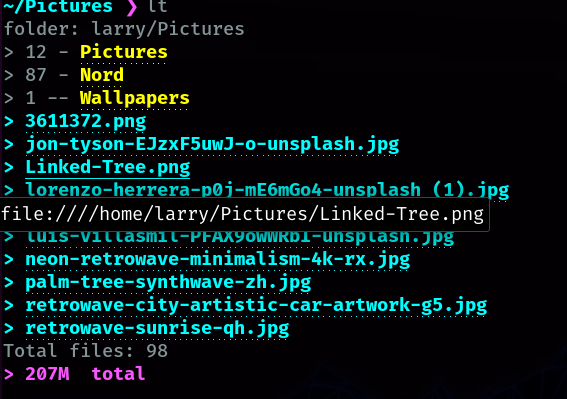 ~/Pictures ❯ lt
folder: larry/Pictures
> 12 - Pictures
> 87 - Nord
> 1 -- Wallpapers
> 3611372.png
> jon-tyson-EJzxF5uwJ-o-unsplash.jpg
> Linked-Tree.png
> lorenzo-herrera-p0j-mE6mGo4-unsplash (1).jpg
file:////home/larry/Pictures/Linked-Tree.png
> luis-villasmil-PFAX9oWWRbI-unsplash.jpg
> neon-retrowave-minimalism-4k-rx.jpg
> palm-tree-synthwave-zh.jpg
> retrowave-city-artistic-car-artwork-g5.jpg
> retrowave-sunrise-qh.jpg
Total files: 98
> 207M  total